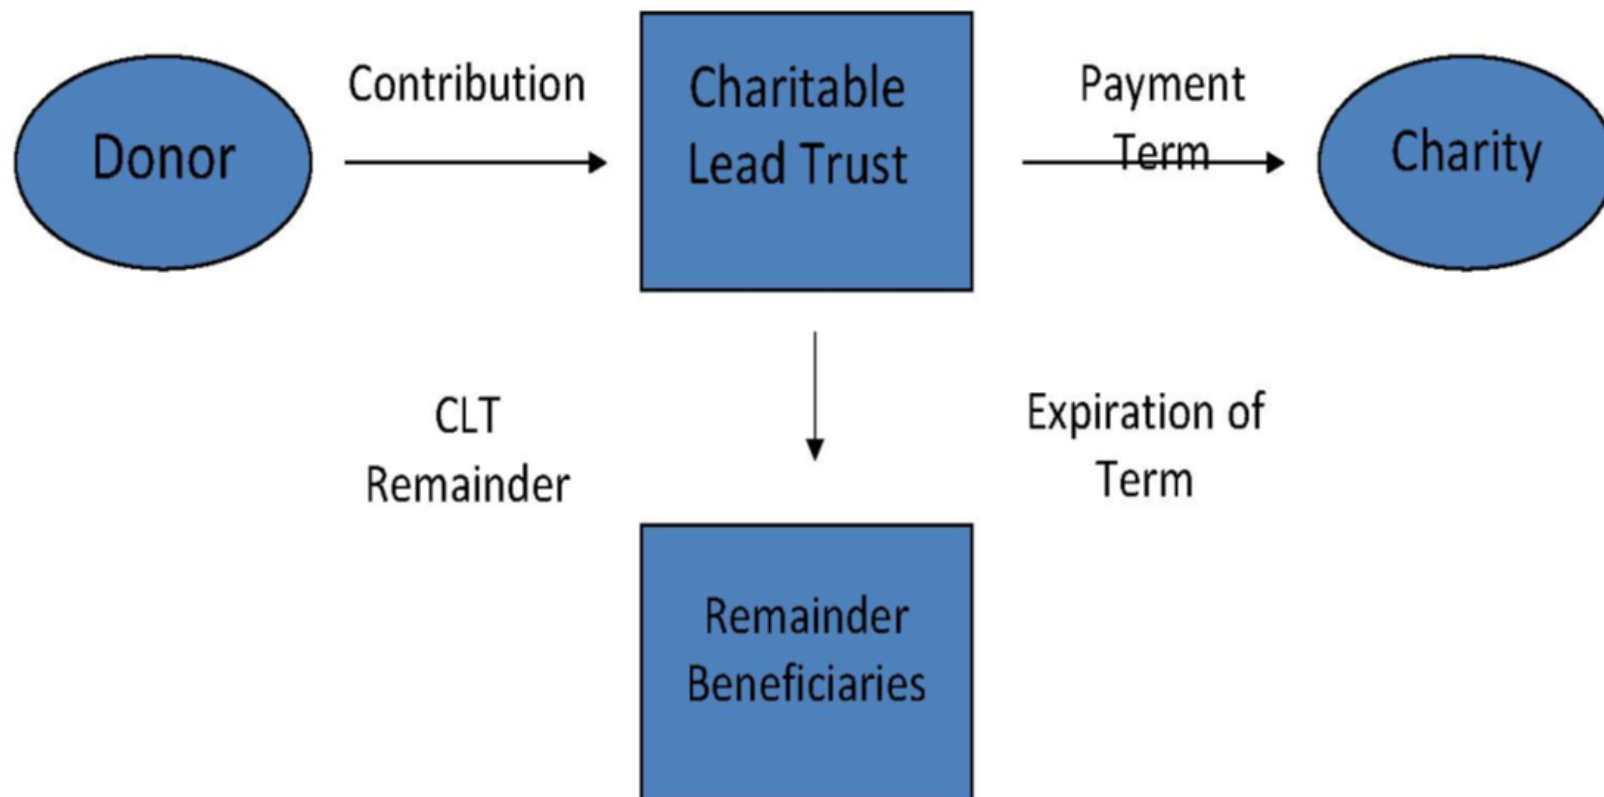 Donor
Contribution
Charitable
Lead Trust
Payment
Term
Charity
CLT
Remainder
Expiration of
Term
Remainder
Beneficiaries